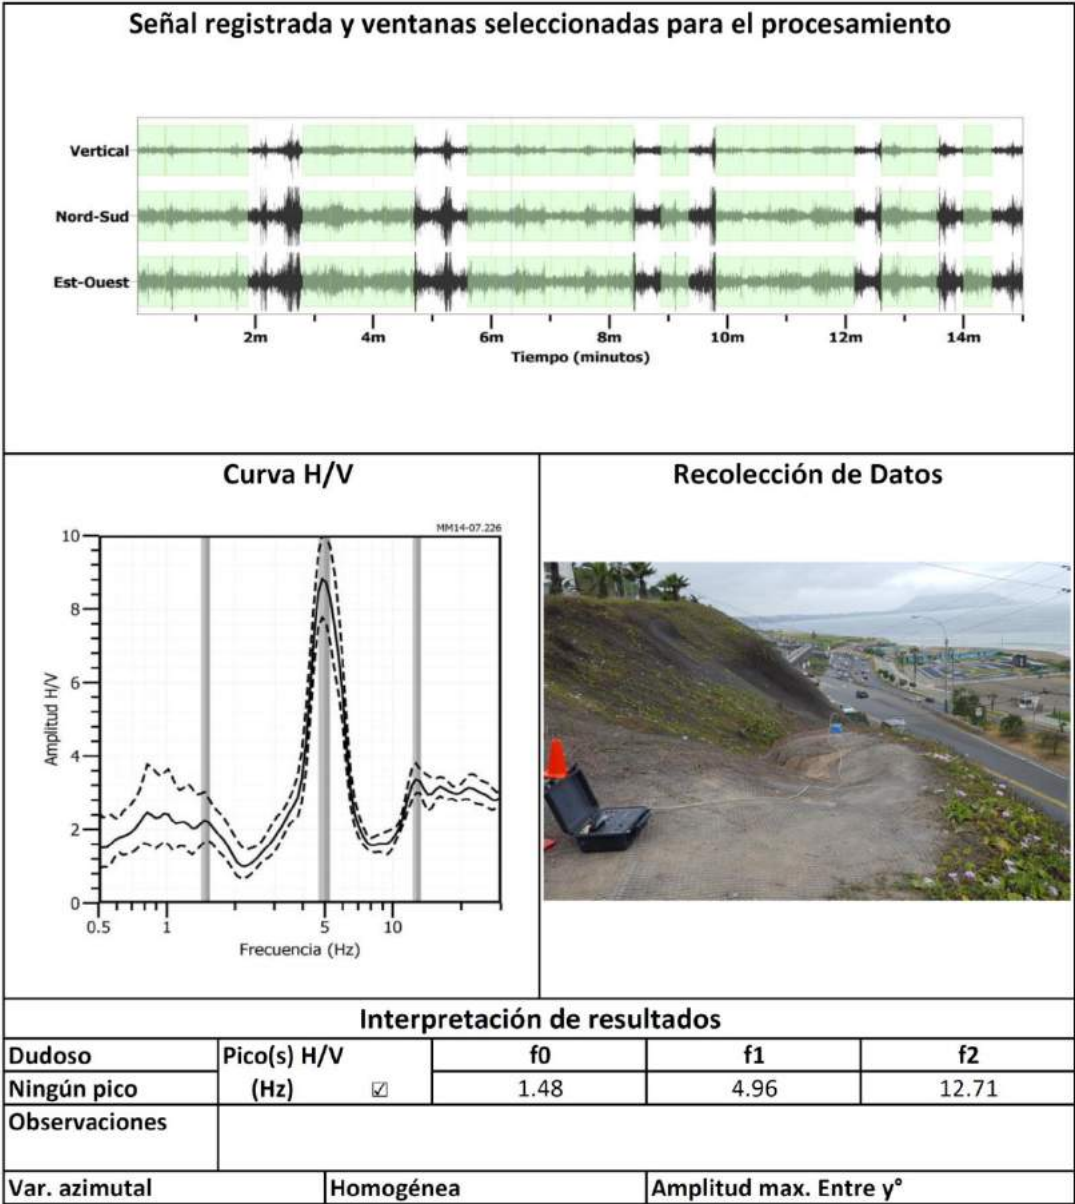 Señal registrada y ventanas seleccionadas para el procesamiento
Vertical
Nord-Sud
Est-Ouest
2m 4m 6m 8m 10m 12m 14m
Tiempo (minutos)
Curva H/V
Recolección de Datos
MM14-07.226
10
8
6
4
2
0
Amplitud H/V
0.5 1 5 10
Frecuencia (Hz)
Interpretación de resultados
Dudoso Pico(s) H/V f0 f1 f2
Ningún pico (Hz) ☑ 1.48 4.96 12.71
Observaciones
Var. azimutal Homogénea Amplitud max. Entre y°